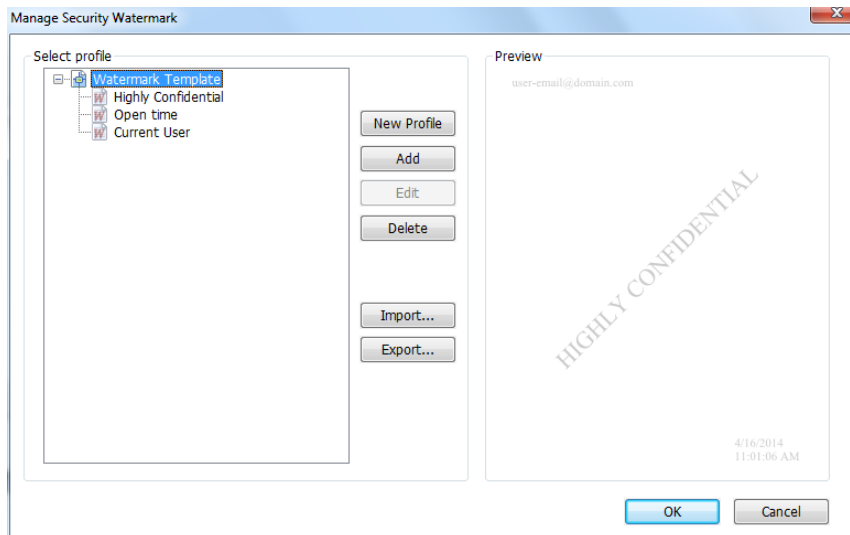 Manage Security Watermark
Select profile
Watermark Template
Highly Confidential
Open time
Current User
New Profile
Add
Edit
Delete
Import...
Export...
Preview
user-email@domain.com
HIGHLY CONFIDENTIAL
4/16/2014
11:01:06 AM
OK
Cancel